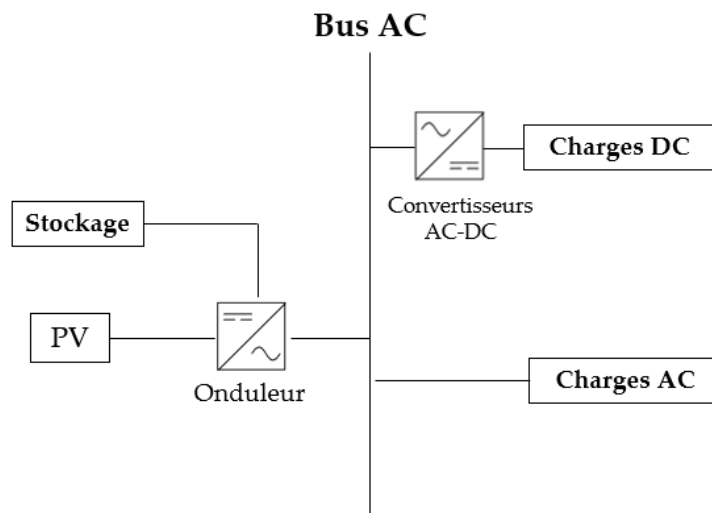 Bus AC
Charges DC
Convertisseurs
AC-DC
Stockage
PV
Onduleur
Charges AC